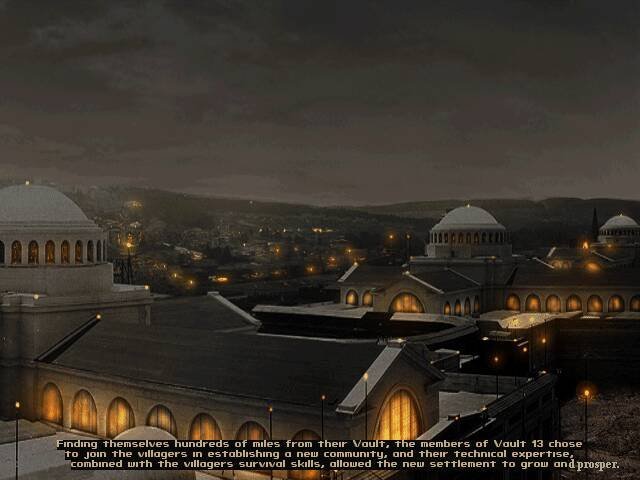 Finding themselves hundreds of miles from their Vault, the members of Vault 13 chose
to join the villagers in establishing a new community, and their technical expertise,
combined with the villagers survival skills, allowed the new settlement to grow and prosper.